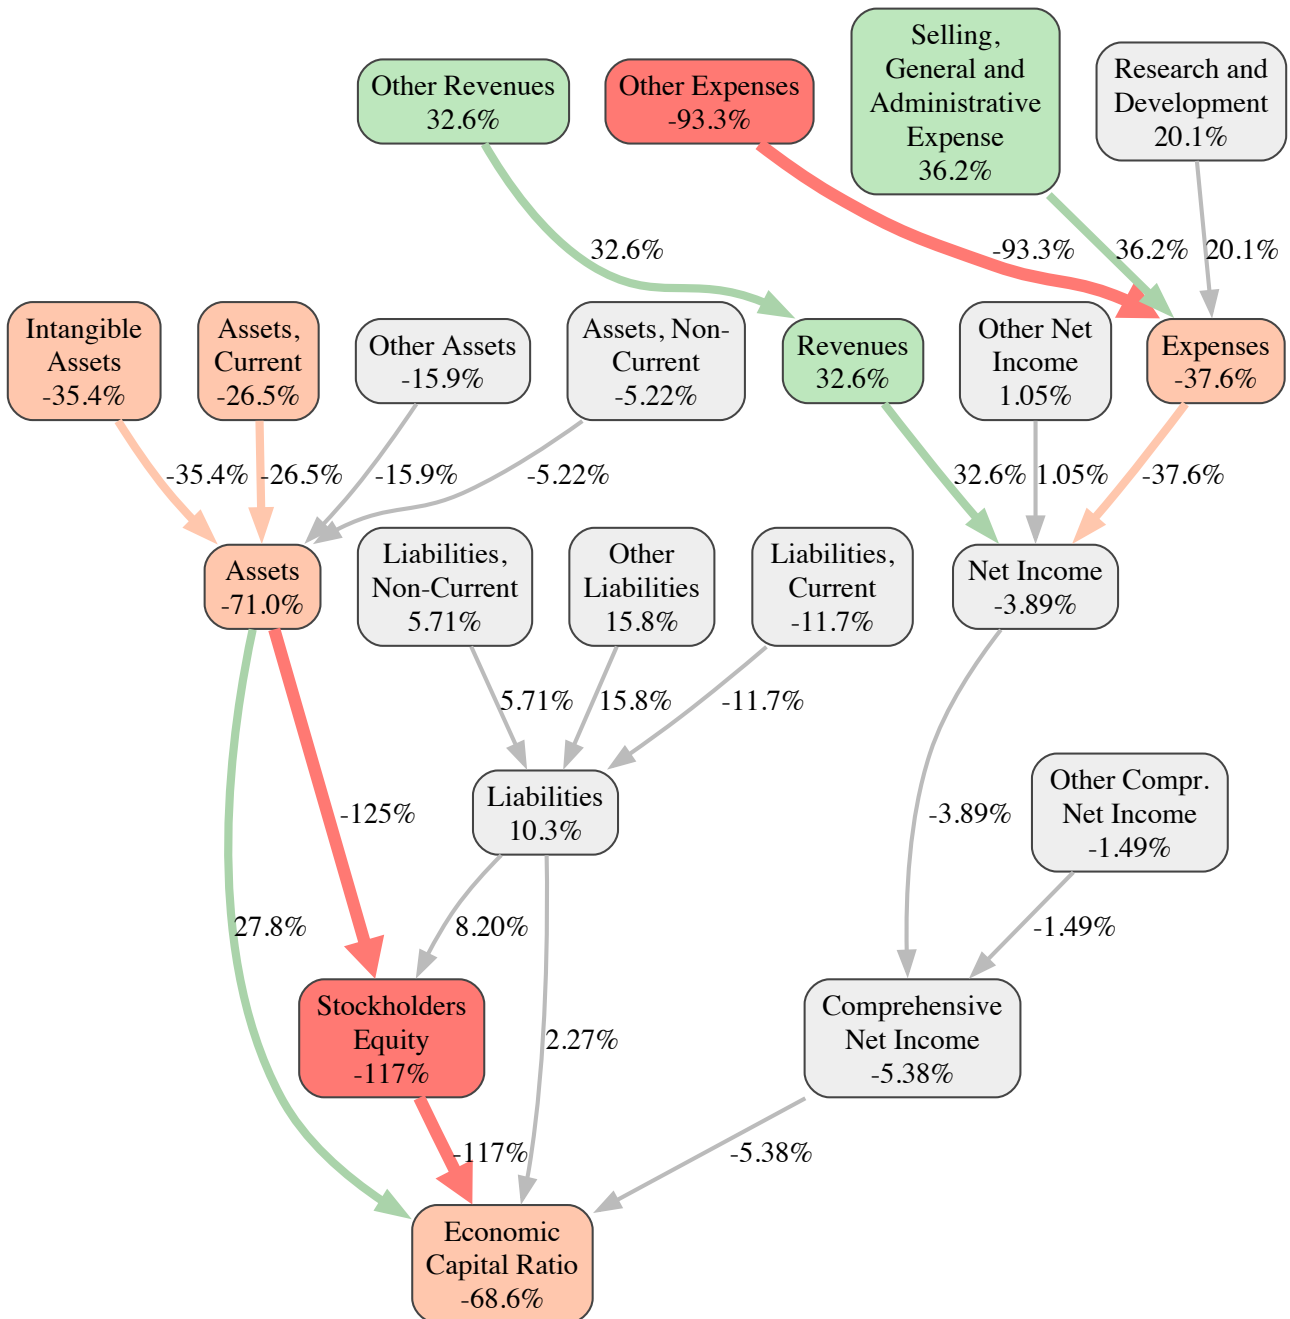 Other Revenues
32.6%
Other Expenses
-93.3%
Selling,
General and
Administrative
Expense
36.2%
Research and
Development
20.1%
32.6%
-93.3%
36.2%
20.1%
Intangible
Assets
-35.4%
Assets,
Current
-26.5%
Other Assets
-15.9%
Assets, Non-
Current
-5.22%
Revenues
32.6%
Other Net
Income
1.05%
Expenses
-37.6%
-35.4%
-26.5%
-15.9%
-5.22%
32.6%
1.05%
-37.6%
Assets
-71.0%
Liabilities,
Non-Current
5.71%
Other
Liabilities
15.8%
Liabilities,
Current
-11.7%
Net Income
-3.89%
5.71%
15.8%
-11.7%
-125%
Liabilities
10.3%
-3.89%
Other Compr.
Net Income
-1.49%
27.8%
8.20%
-1.49%
Stockholders
Equity
-117%
2.27%
Comprehensive
Net Income
-5.38%
-117%
-5.38%
Economic
Capital Ratio
-68.6%